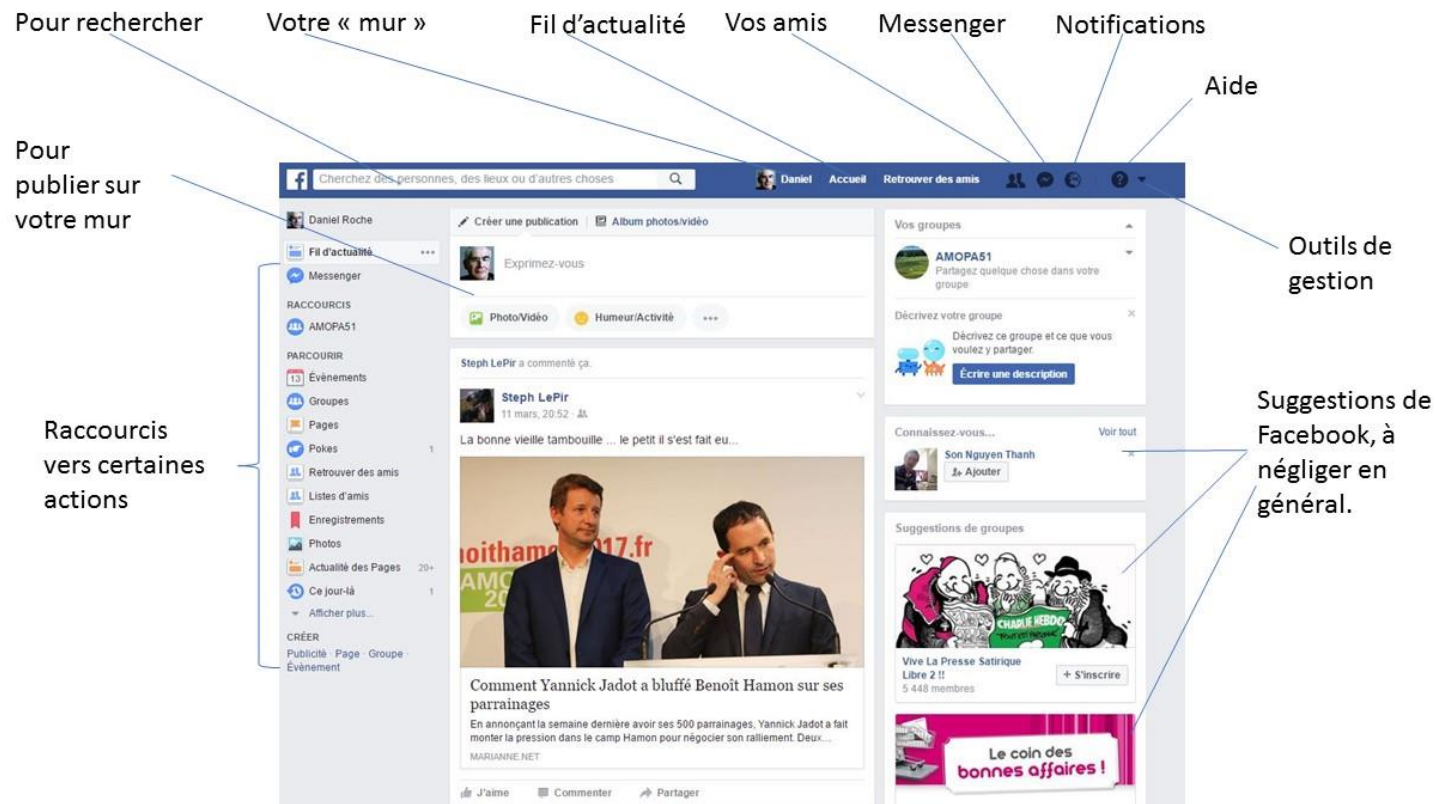 Pour rechercher
Votre « mur »
Fil d’actualité
Vos amis
Messenger
Notifications
Aide
Pour
publier sur
votre mur
Outils de
gestion
Raccourcis
vers certaines
actions
Suggestions de
Facebook, à
négliger en
général.
f
Cherchez des personnes, des lieux ou d'autres choses
Daniel Accueil Retrouver des amis
?
Daniel Roche
Fil d'actualité
Messenger
RACCOURCIS
AMOPA51
PARCOURIR
13 Évènements
Groupes
Pages
Pokes 1
Retrouver des amis
Listes d'amis
Enregistrements
Photos
Actualité des Pages 20+
Ce jour-là 1
Afficher plus...
CRÉER
Publicité · Page · Groupe ·
Évènement
Créer une publication Album photos/vidéo
Exprimez-vous
Photo/Vidéo Humeur/Activité
Steph LePir a commenté ça.
Steph LePir
11 mars, 20:52 ·
La bonne vieille tambouille ... le petit il s'est fait eu...
noithamon2017.fr
Comment Yannick Jadot a bluffé Benoît Hamon sur ses
parrainages
En annonçant la semaine dernière avoir ses 500 parrainages, Yannick Jadot a fait
monter la pression dans le camp Hamon pour négocier son ralliement. Deux...
MARIANNE.NET
J'aime Commenter Partager
Vos groupes
AMOPA51
Partagez quelque chose dans votre
groupe
Décrivez votre groupe
Décrivez ce groupe et ce que vous
voulez y partager.
Écrire une description
Connaissez-vous... Voir tout
Son Nguyen Thanh
Ajouter
Suggestions de groupes
CHARLIE HEBDO
Vive La Presse Satirique
Libre 2 !!
5 448 membres
+ S'inscrire
Le coin des
bonnes affaires !